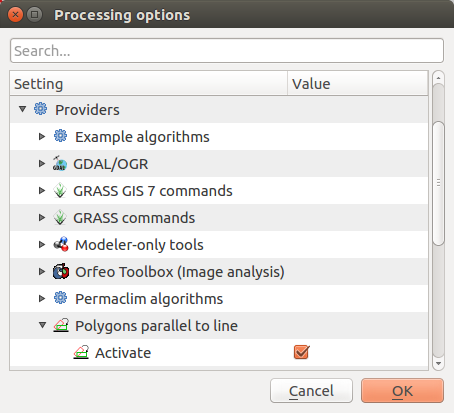 Processing options
Search...
Setting Value
Providers
Example algorithms
GDAL/OGR
GRASS GIS 7 commands
GRASS commands
Modeler-only tools
Orfeo Toolbox (Image analysis)
Permaclim algorithms
Polygons parallel to line
Activate
Cancel OK